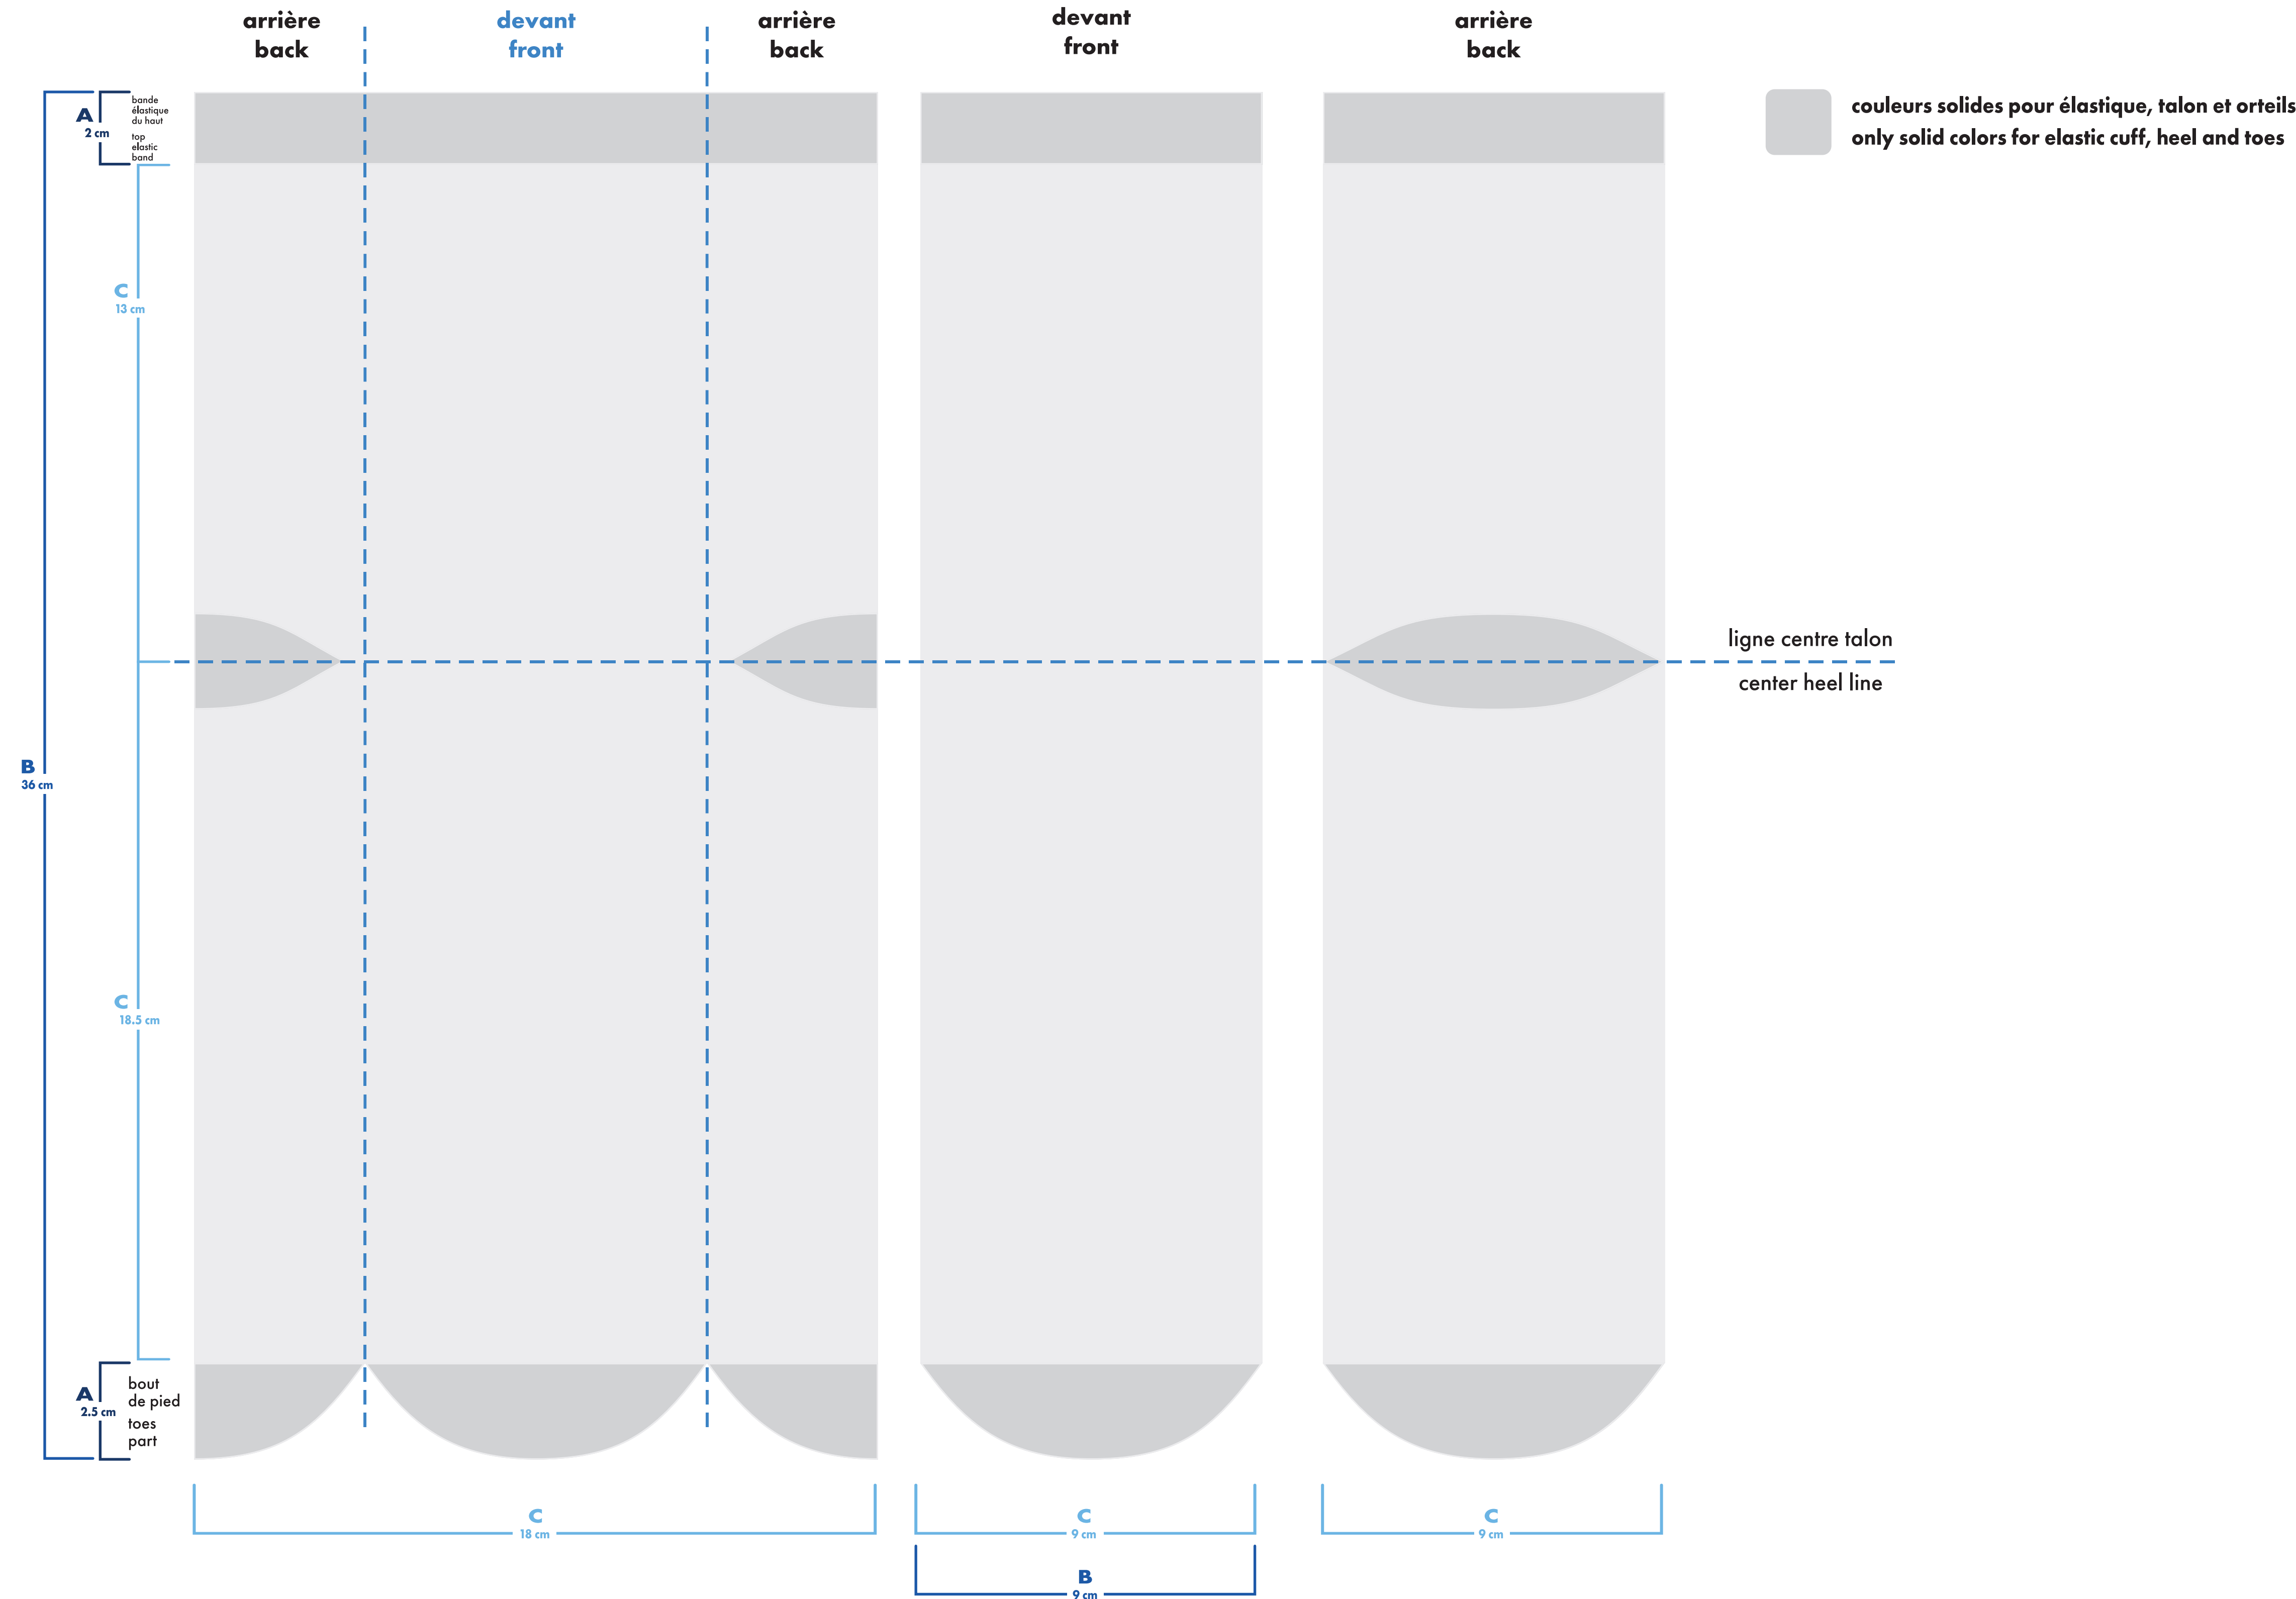 arrière
back
devant
front
arrière
back
devant
front
arrière
back
A
2 cm
bande
élastique
du haut
top
elastic
band
couleurs solides pour élastique, talon et orteils
only solid colors for elastic cuff, heel and toes
C
13 cm
ligne centre talon
center heel line
B
36 cm
C
18.5 cm
A
2.5 cm
bout
de pied
toes
part
C
18 cm
C
9 cm
C
9 cm
B
9 cm